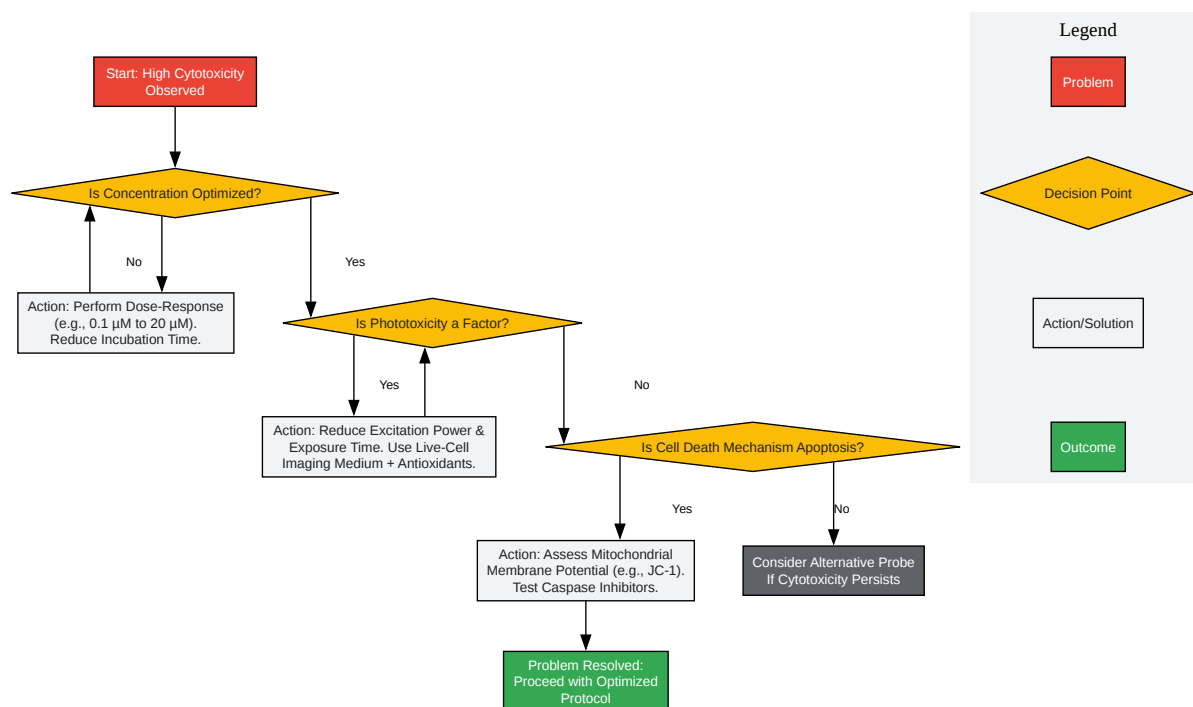 Legend
Start: High Cytotoxicity
Observed
Problem
Is Concentration Optimized?
Decision Point
No
Yes
Action: Perform Dose-Response
(e.g., 0.1 µM to 20 µM).
Reduce Incubation Time.
Is Phototoxicity a Factor?
Action/Solution
Yes
No
Action: Reduce Excitation Power &
Exposure Time. Use Live-Cell
Imaging Medium + Antioxidants.
Is Cell Death Mechanism Apoptosis?
Outcome
Yes
No
Action: Assess Mitochondrial
Membrane Potential (e.g., JC-1).
Test Caspase Inhibitors.
Consider Alternative Probe
If Cytotoxicity Persists
Problem Resolved:
Proceed with Optimized
Protocol